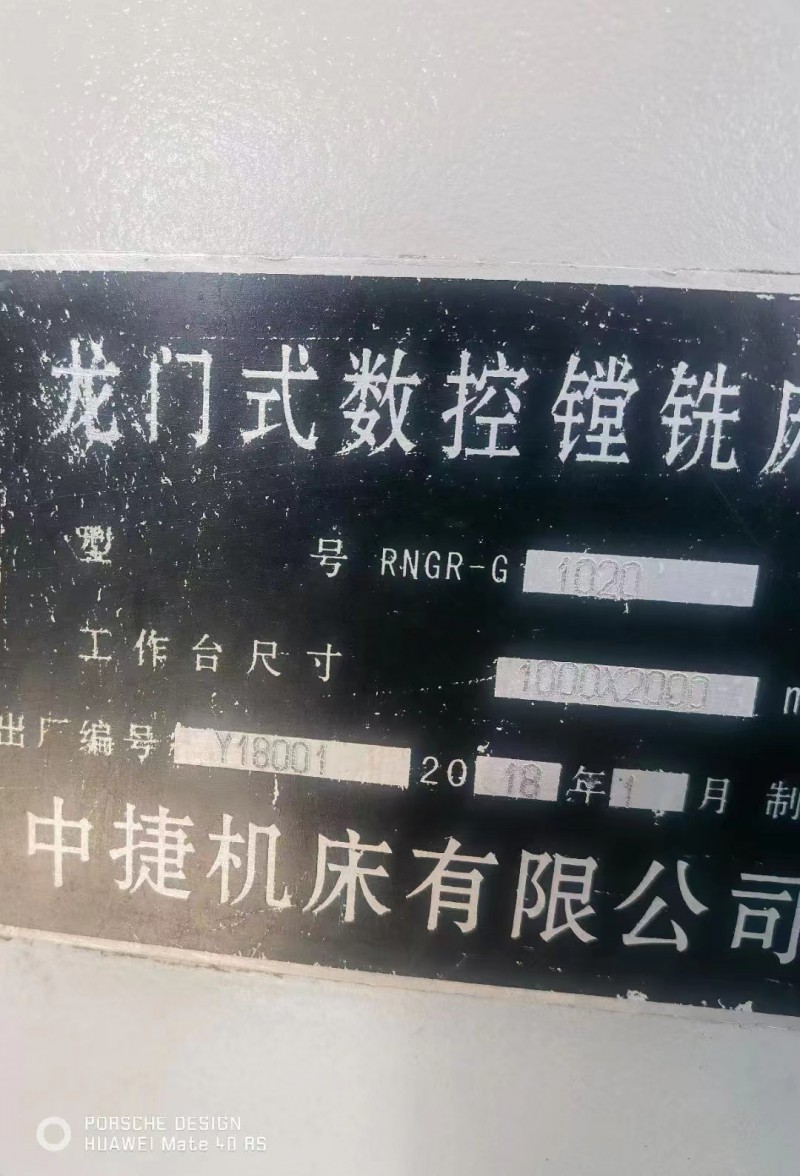 龙门式数控镗铣床
型 号 RNGR-G 1020
工作台尺寸 1000X2000 m
出厂编号 Y18001 2018年1月 制
中捷机床有限公司
PORSCHE DESIGN
HUAWEI Mate 40 RS